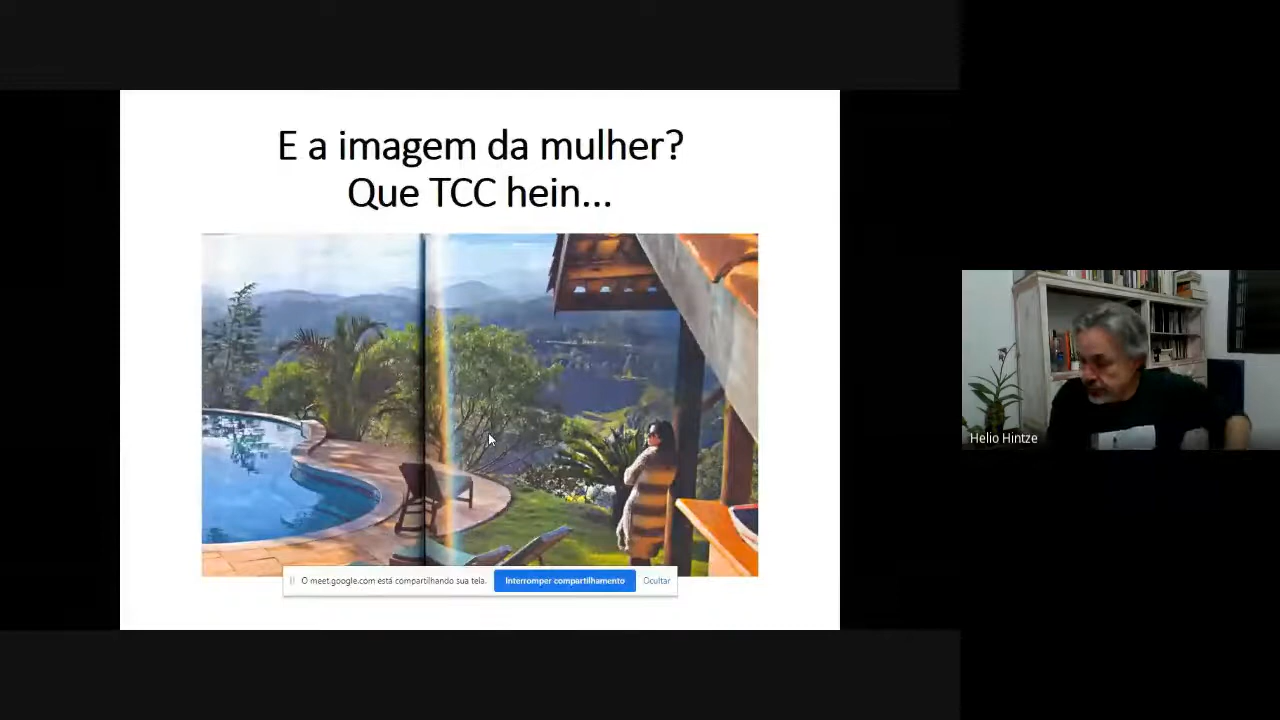 E a imagem da mulher?
Que TCC hein...
O meet.google.com está compartilhando sua tela.
Interromper compartilhamento
Ocultar
Helio Hintze